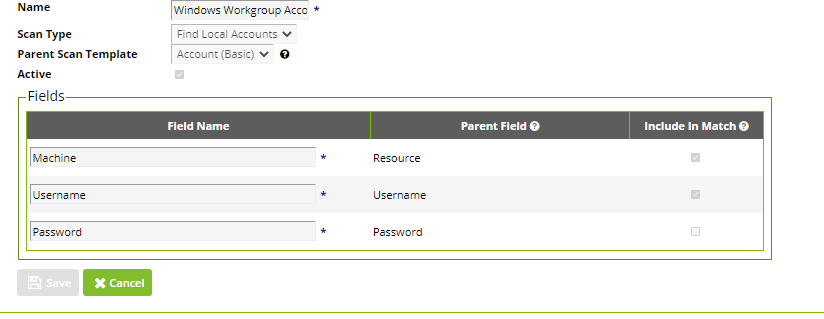 Name Windows Workgroup Acco *
Scan Type Find Local Accounts
Parent Scan Template Account (Basic) ?
Active
Fields
Field Name Parent Field ? Include In Match ?
Machine * Resource
Username * Username
Password * Password
Save Cancel